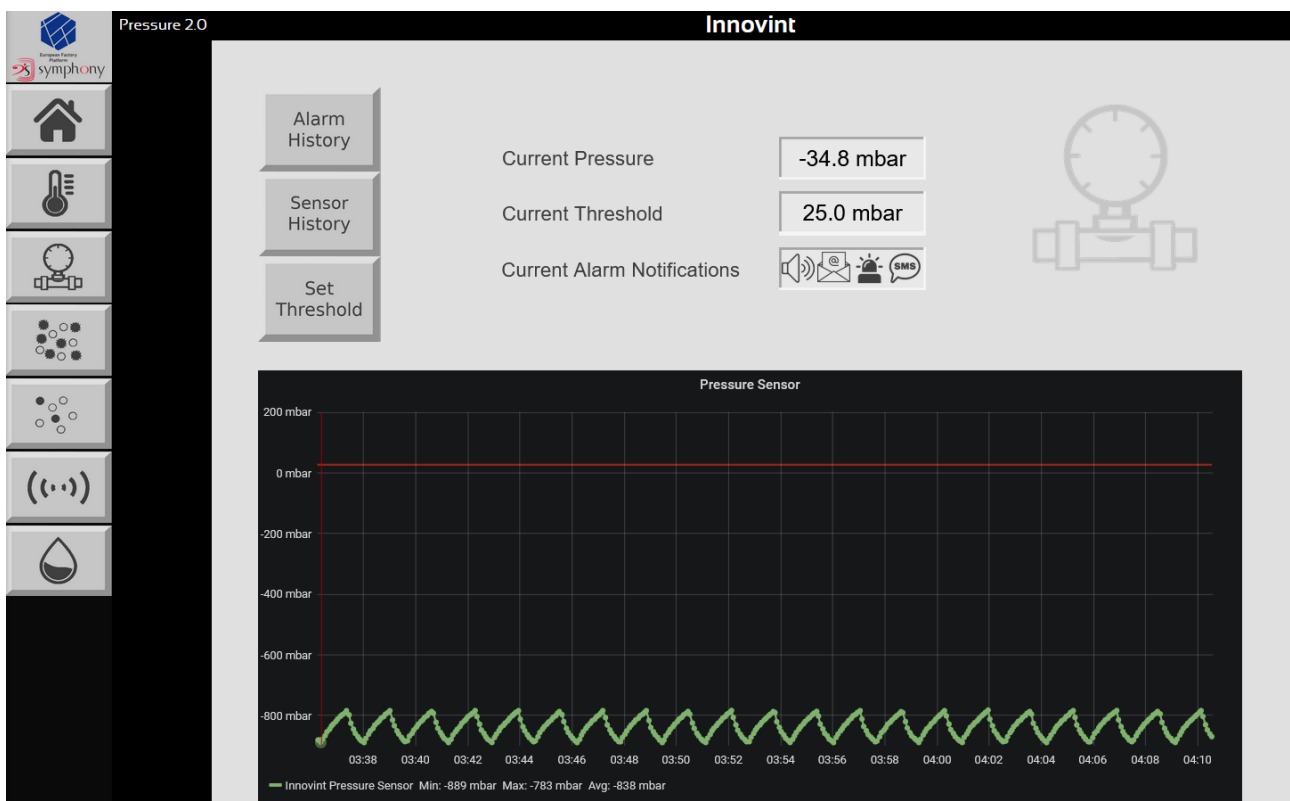 Pressure 2.0
Innovint
European Factory
Platform
symphony
Alarm
History
Sensor
History
Set
Threshold
Current Pressure
-34.8 mbar
Current Threshold
25.0 mbar
Current Alarm Notifications
@
SMS
Pressure Sensor
200 mbar
0 mbar
-200 mbar
-400 mbar
-600 mbar
-800 mbar
03:38 03:40 03:42 03:44 03:46 03:48 03:50 03:52 03:54 03:56 03:58 04:00 04:02 04:04 04:06 04:08 04:10
Innovint Pressure Sensor Min: -889 mbar Max: -783 mbar Avg: -838 mbar